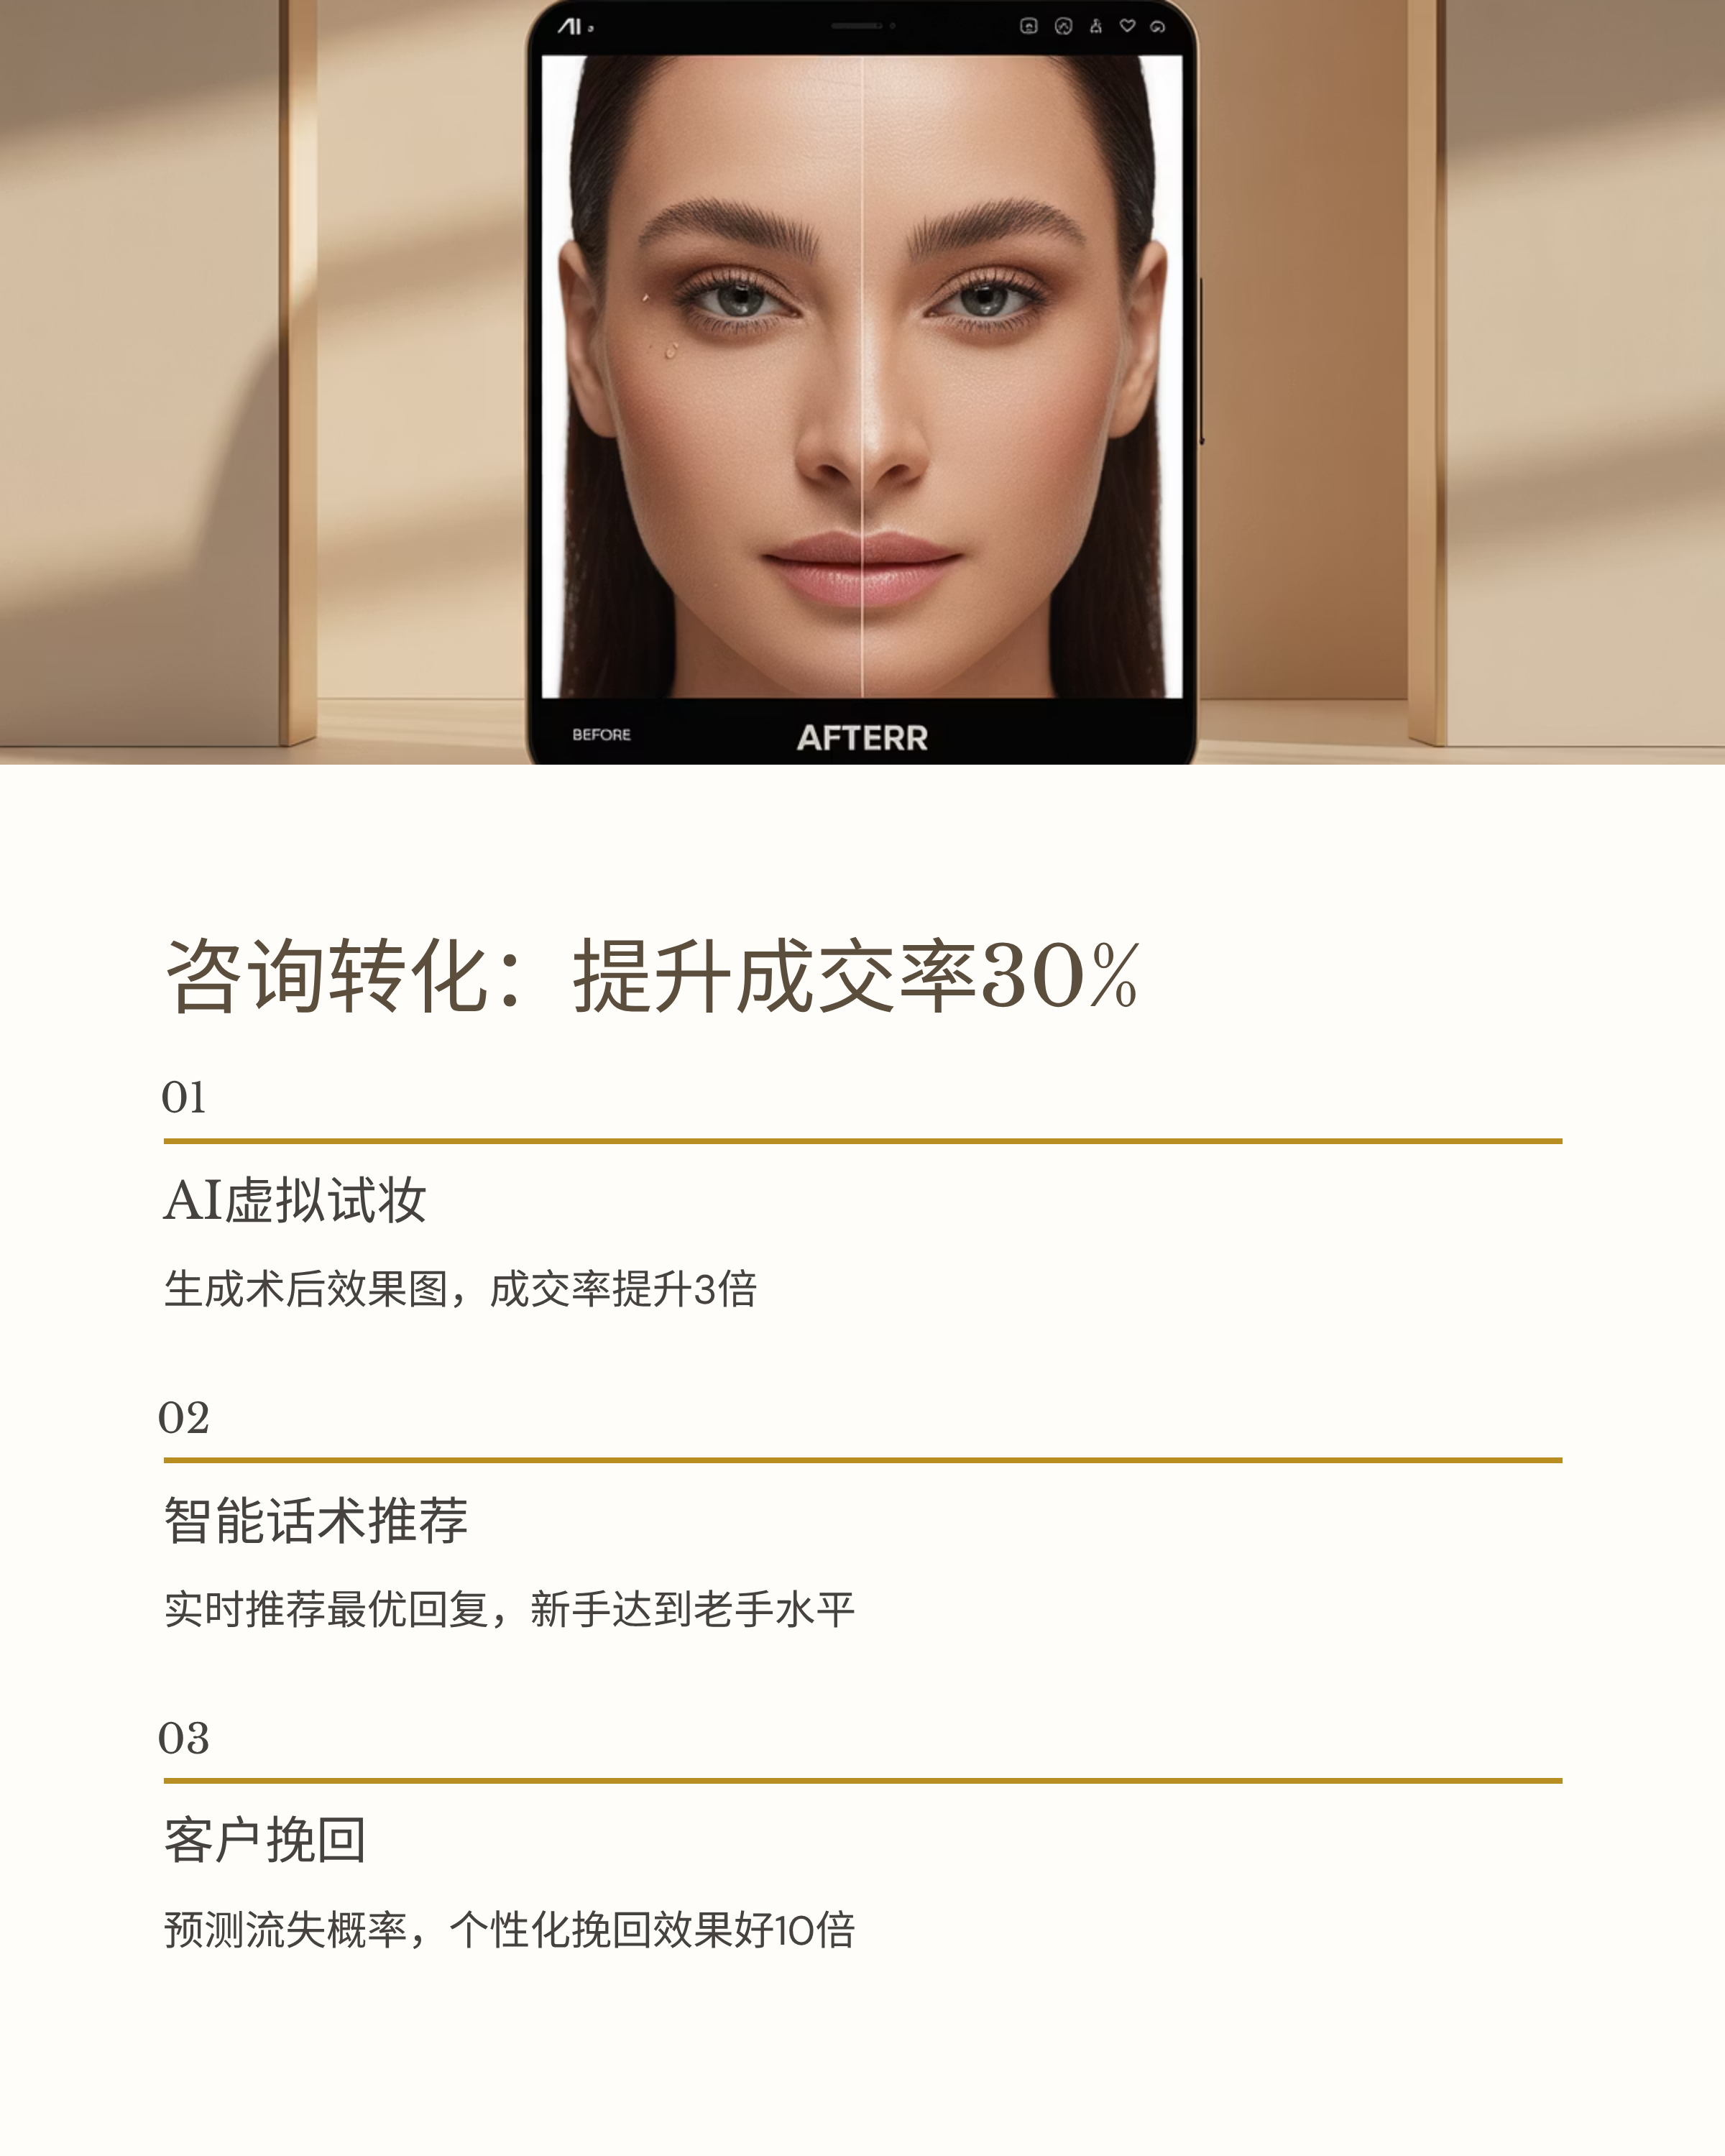 AI
BEFORE
AFTERR
咨询转化：提升成交率30%
01
AI虚拟试妆
生成术后效果图，成交率提升3倍
02
智能话术推荐
实时推荐最优回复，新手达到老手水平
03
客户挽回
预测流失概率，个性化挽回效果好10倍